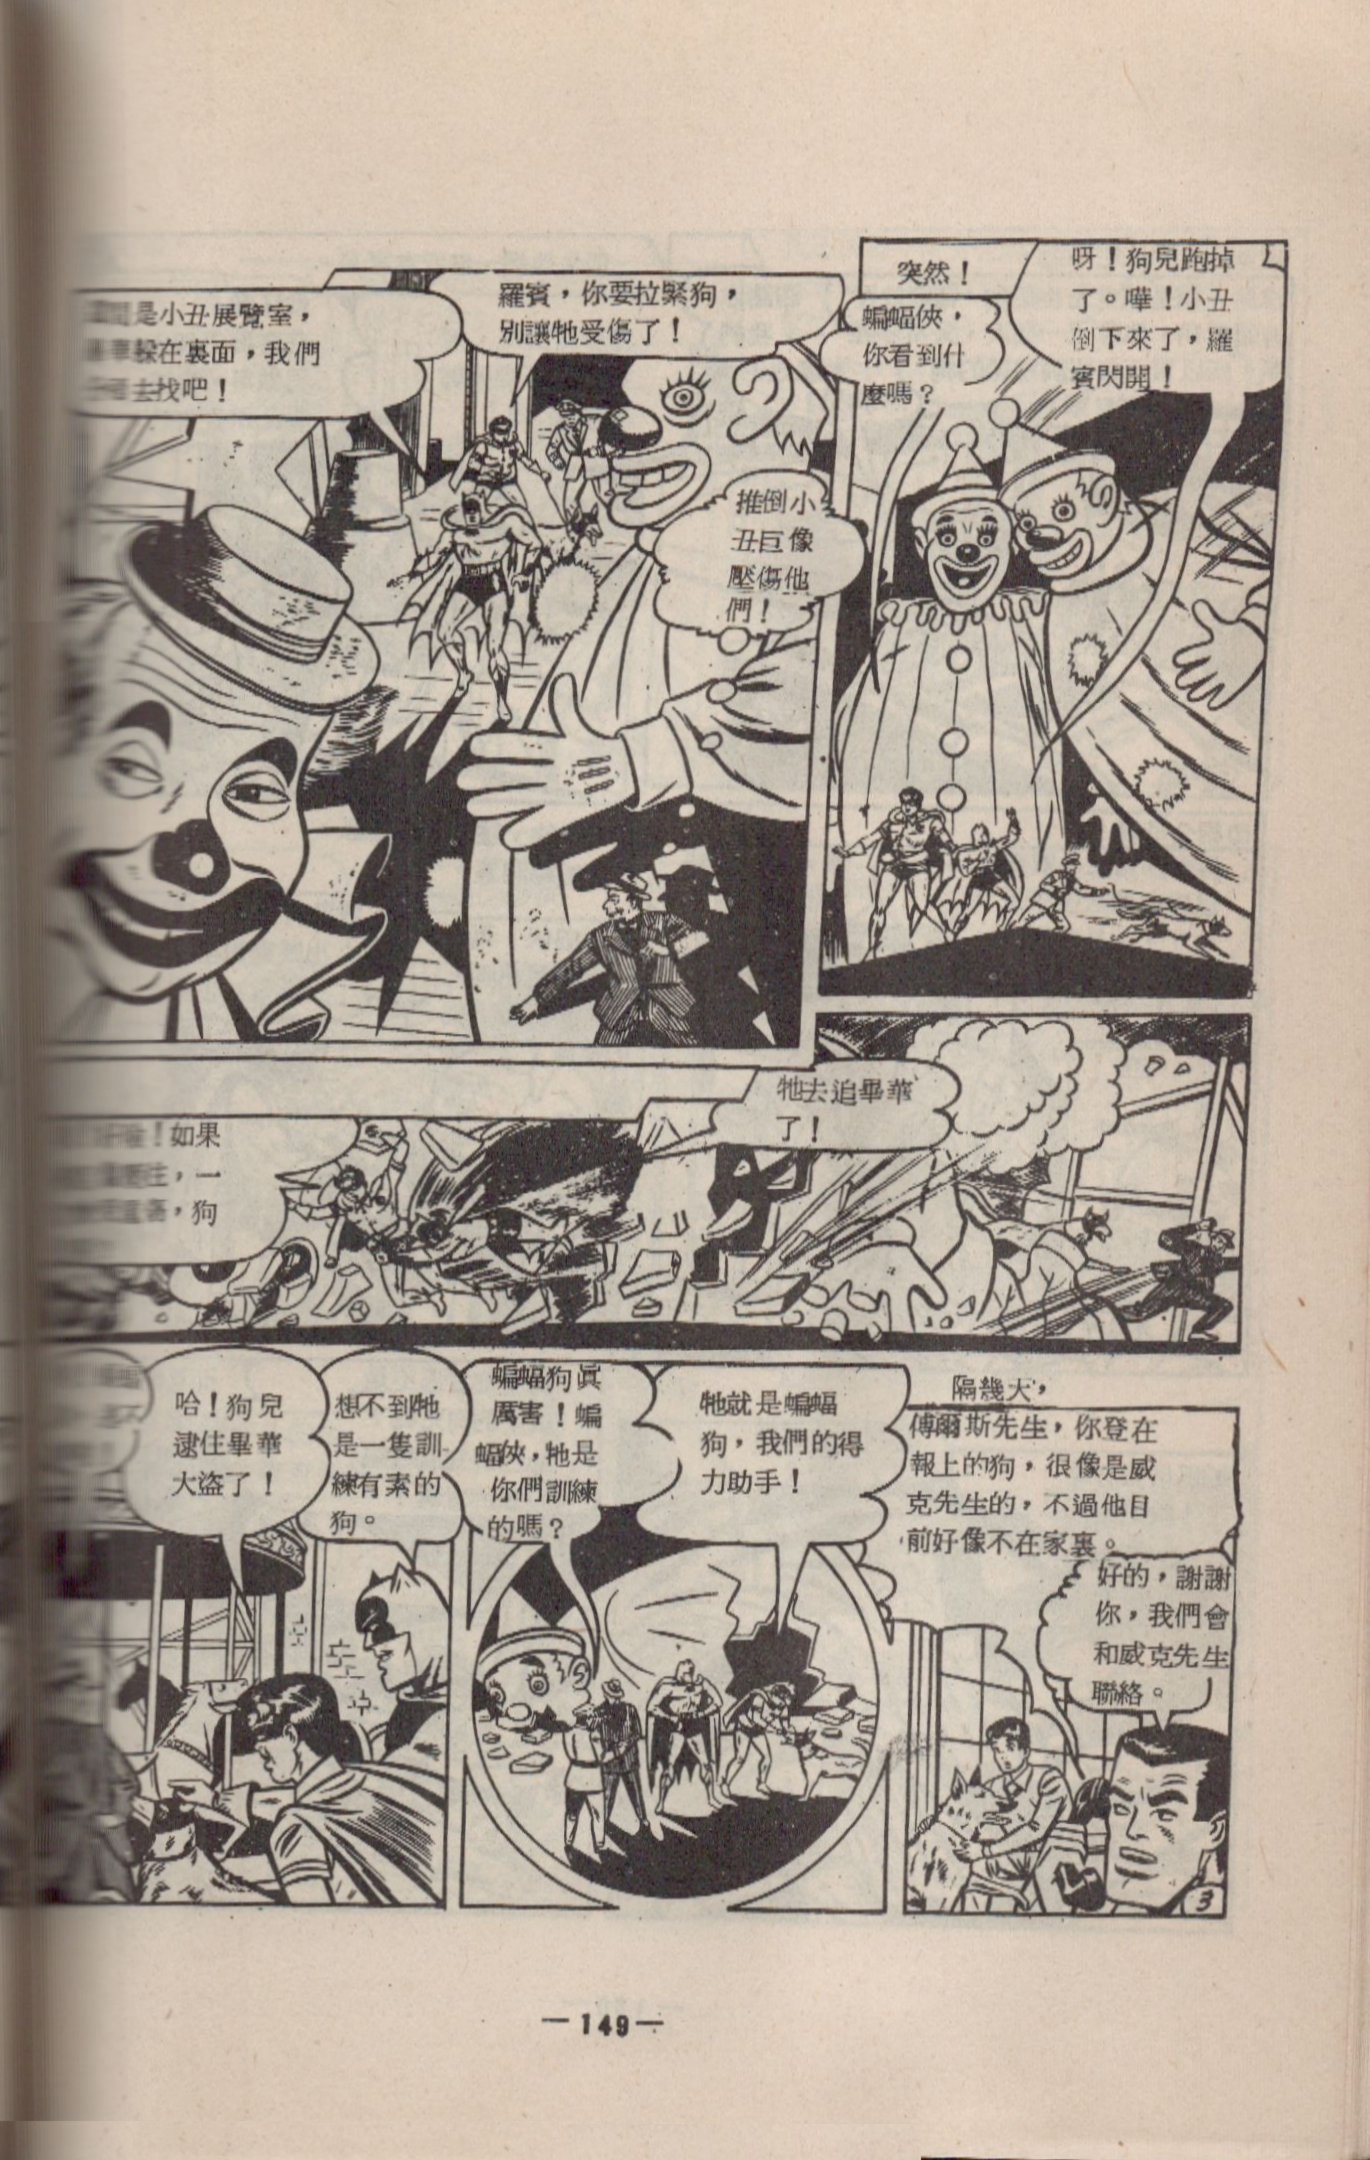 是小丑展覽室，
躲在裏面，我們
去找吧！
羅賓，你要拉緊狗，
別讓牠受傷了！
推倒小
丑巨像
壓傷他
們！
突然！
蝙蝠俠，
你看到什
麼嗎？
呀！狗兒跑掉
了。嘩！小丑
倒下來了，羅
賓閃開！
！如果
住，一
，狗
牠去追畢華
了！
哈！狗兒
逮住畢華
大盜了！
想不到牠
是一隻訓
練有素的
狗。
蝙蝠狗眞
厲害！蝙
蝠俠，牠是
你們訓練
的嗎？
牠就是蝙蝠
狗，我們的得
力助手！
隔幾天，
傅爾斯先生，你登在
報上的狗，很像是威
克先生的，不過他目
前好像不在家裏。
好的，謝謝
你，我們會
和威克先生
聯絡。
3
—149—